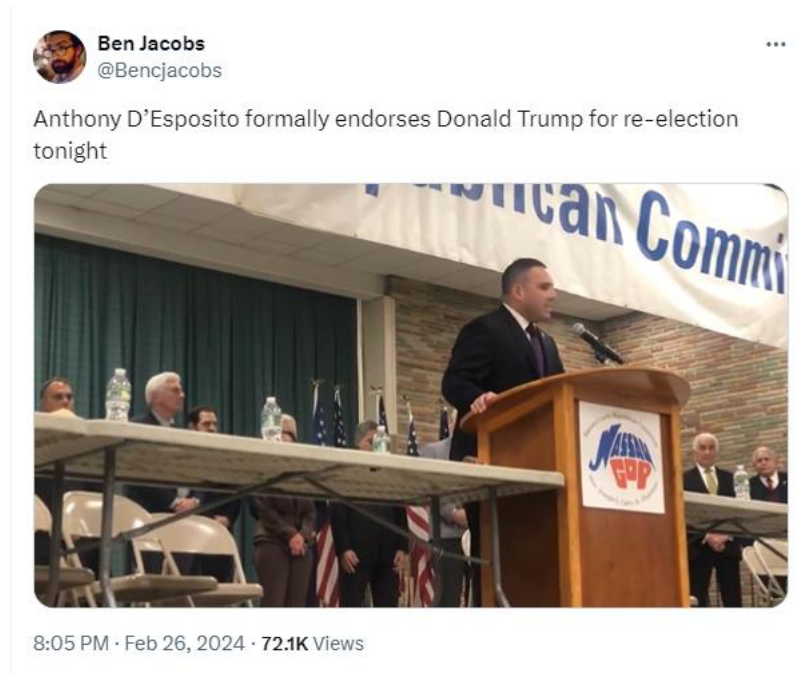 Ben Jacobs
@Bencjacobs
Anthony D’Esposito formally endorses Donald Trump for re-election
tonight
publican Commi
NASSAU
GOP
8:05 PM · Feb 26, 2024 · 72.1K Views